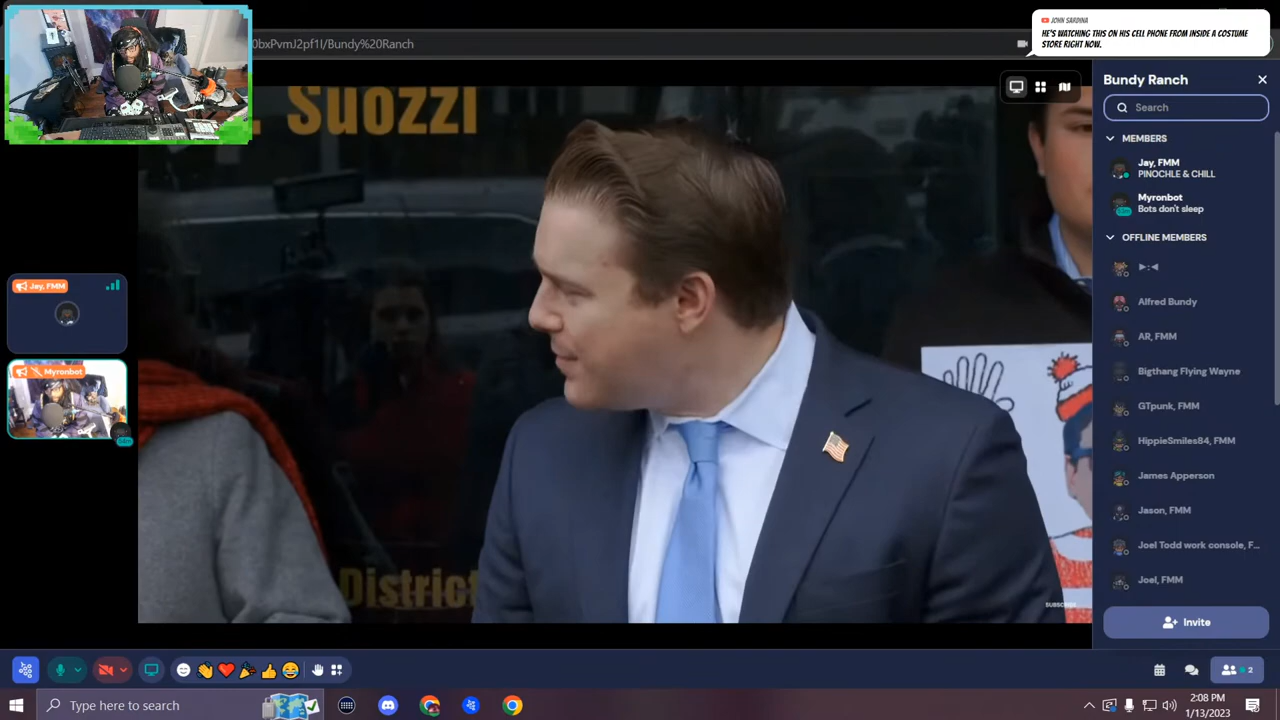 JOHN SARDINA
HE'S WATCHING THIS ON HIS CELL PHONE FROM INSIDE A COSTUME
STORE RIGHT NOW.
0bxPvmJ2pf1l/Bundy%20Ranch
Suozzi
District
SUBSCRIBE
Jay, FMM
Myronbot
Bundy Ranch
Search
MEMBERS
Jay, FMM
PINOCHLE & CHILL
Myronbot
Bots don't sleep
OFFLINE MEMBERS
►:◄
Alfred Bundy
AR, FMM
Bigthang Flying Wayne
GTpunk, FMM
HippieSmiles84, FMM
James Apperson
Jason, FMM
Joel Todd work console, F...
Joel, FMM
Invite
2
Type here to search
2:08 PM
1/13/2023